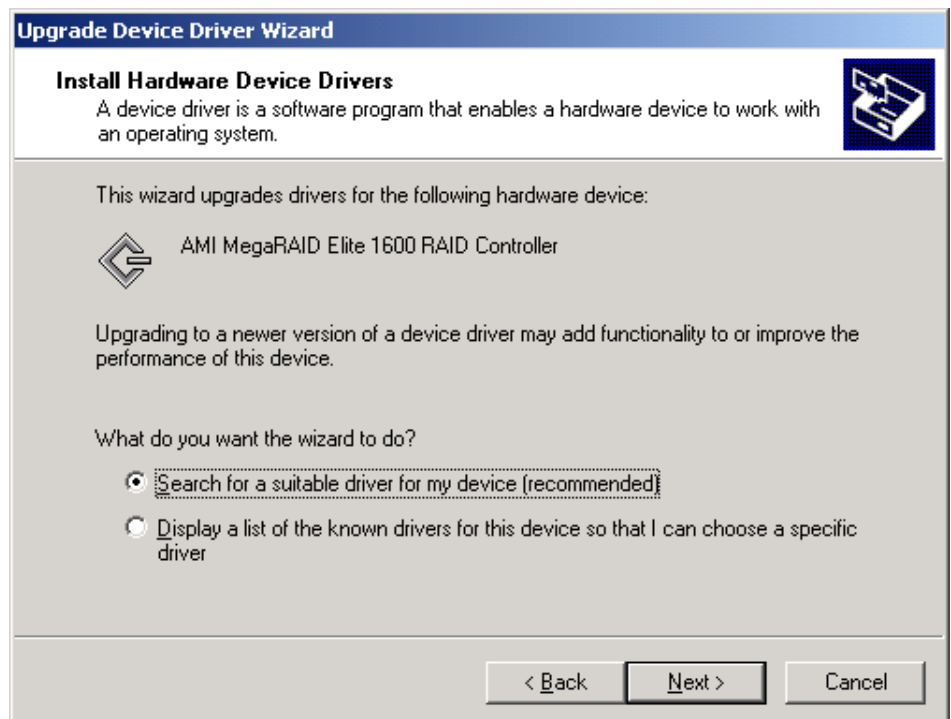 Upgrade Device Driver Wizard
Install Hardware Device Drivers
A device driver is a software program that enables a hardware device to work with
an operating system.
This wizard upgrades drivers for the following hardware device:
AMI MegaRAID Elite 1600 RAID Controller
Upgrading to a newer version of a device driver may add functionality to or improve the
performance of this device.
What do you want the wizard to do?
Search for a suitable driver for my device (recommended)
Display a list of the known drivers for this device so that I can choose a specific
driver
< Back
Next >
Cancel